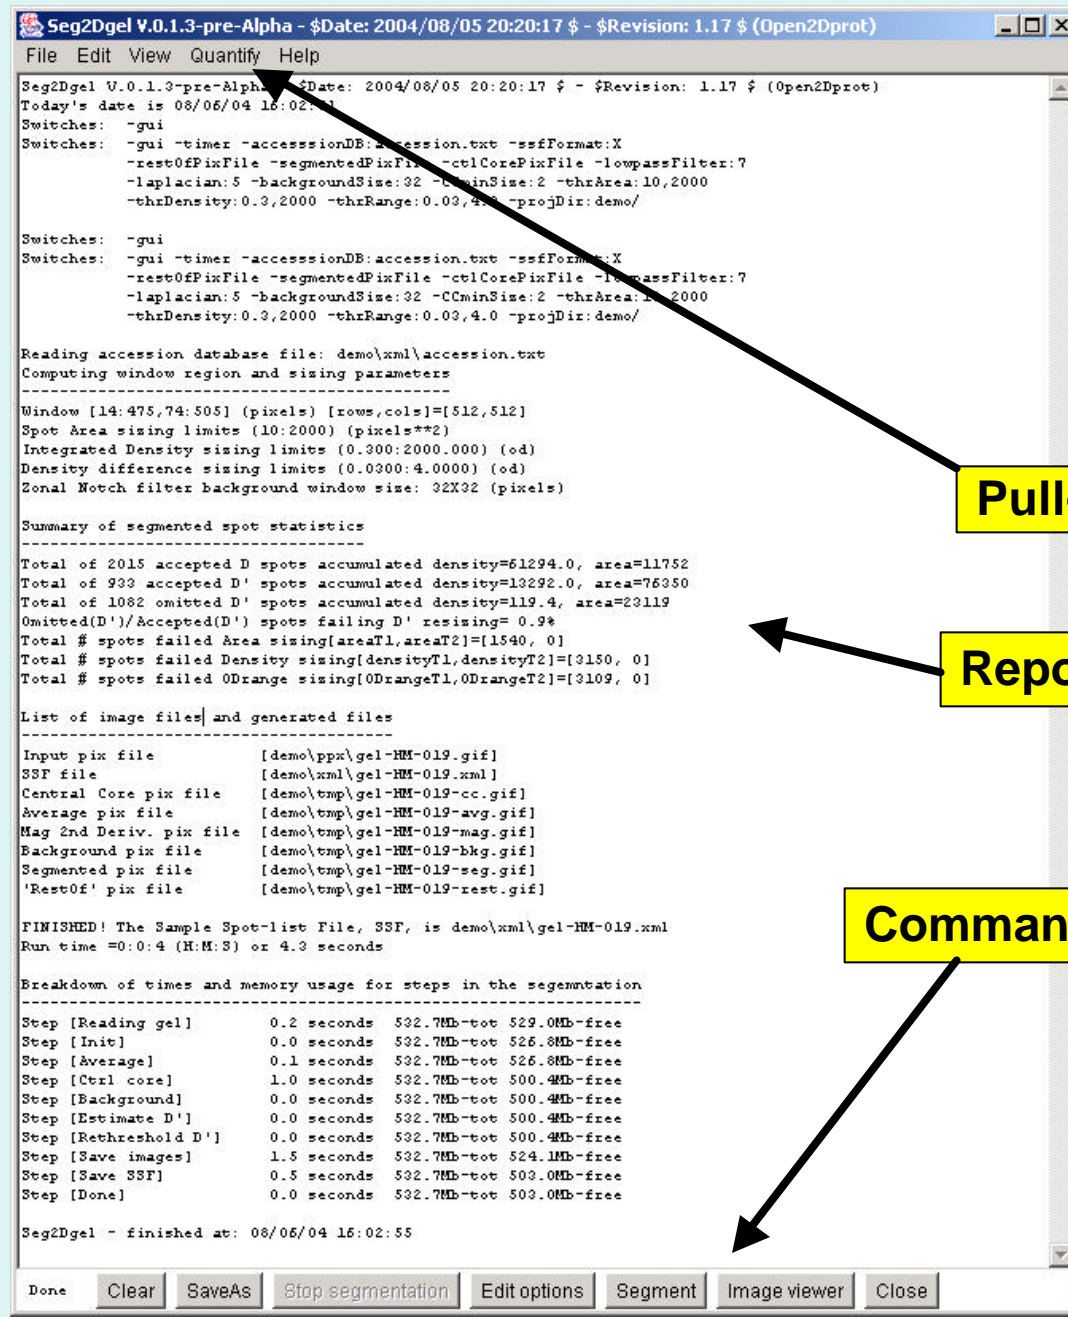 Seg2Dgel V.0.1.3-pre-Alpha - $Date: 2004/08/05 20:20:17 $ - $Revision: 1.17 $ (Open2Dprot)
File Edit View Quantify Help
Seg2Dgel V.0.1.3-pre-Alpha $Date: 2004/08/05 20:20:17 $ - $Revision: 1.17 $ (Open2Dprot)
Today's date is 08/06/04 16:02:
Switches: -gui
Switches: -gui -timer -accesssionDB:accession.txt -ssfFormat:X
-restOfPixFile -segmentedPixFile -ctlCorePixFile -lowpassFilter:7
-laplacian:5 -backgroundSize:32 -CCminSize:2 -thrArea:10,2000
-thrDensity:0.3,2000 -thrRange:0.03,4.0 -projDir:demo/
Switches: -gui
Switches: -gui -timer -accesssionDB:accession.txt -ssfFormat:X
-restOfPixFile -segmentedPixFile -ctlCorePixFile -lowpassFilter:7
-laplacian:5 -backgroundSize:32 -CCminSize:2 -thrArea:10,2000
-thrDensity:0.3,2000 -thrRange:0.03,4.0 -projDir:demo/
Reading accession database file: demo\xml\accession.txt
Computing window region and sizing parameters
-----------------------------------------------
Window [14:475,74:505] (pixels) [rows,cols]=[512,512]
Spot Area sizing limits (10:2000) (pixels**2)
Integrated Density sizing limits (0.300:2000.000) (od)
Density difference sizing limits (0.0300:4.0000) (od)
Zonal Notch filter background window size: 32X32 (pixels)
Pull-
Summary of segmented spot statistics
------------------------------------
Total of 2015 accepted D spots accumulated density=61294.0, area=11752
Total of 933 accepted D' spots accumulated density=13292.0, area=76350
Total of 1082 omitted D' spots accumulated density=119.4, area=23119
Omitted(D')/Accepted(D') spots failing D' resizing= 0.9%
Total # spots failed Area sizing[areaT1,areaT2]=[1540, 0]
Total # spots failed Density sizing[densityT1,densityT2]=[3150, 0]
Total # spots failed ODrange sizing[ODrangeT1,ODrangeT2]=[3109, 0]
Repo
List of image files and generated files
---------------------------------------
Input pix file [demo\ppx\gel-HM-019.gif]
SSF file [demo\xml\gel-HM-019.xml]
Central Core pix file [demo\tmp\gel-HM-019-cc.gif]
Average pix file [demo\tmp\gel-HM-019-avg.gif]
Mag 2nd Deriv. pix file [demo\tmp\gel-HM-019-mag.gif]
Background pix file [demo\tmp\gel-HM-019-bkg.gif]
Segmented pix file [demo\tmp\gel-HM-019-seg.gif]
'RestOf' pix file [demo\tmp\gel-HM-019-rest.gif]
FINISHED! The Sample Spot-list File, SSF, is demo\xml\gel-HM-019.xml
Run time =0:0:4 (H:M:S) or 4.3 seconds
Comman
Breakdown of times and memory usage for steps in the segemntation
-----------------------------------------------------------------
Step [Reading gel] 0.2 seconds 532.7Mb-tot 529.0Mb-free
Step [Init] 0.0 seconds 532.7Mb-tot 526.8Mb-free
Step [Average] 0.1 seconds 532.7Mb-tot 526.8Mb-free
Step [Ctrl core] 1.0 seconds 532.7Mb-tot 500.4Mb-free
Step [Background] 0.0 seconds 532.7Mb-tot 500.4Mb-free
Step [Estimate D'] 0.0 seconds 532.7Mb-tot 500.4Mb-free
Step [Rethreshold D'] 0.0 seconds 532.7Mb-tot 500.4Mb-free
Step [Save images] 1.5 seconds 532.7Mb-tot 524.1Mb-free
Step [Save SSF] 0.5 seconds 532.7Mb-tot 503.0Mb-free
Step [Done] 0.0 seconds 532.7Mb-tot 503.0Mb-free
Seg2Dgel - finished at: 08/06/04 16:02:55
Done Clear SaveAs Stop segmentation Edit options Segment Image viewer Close